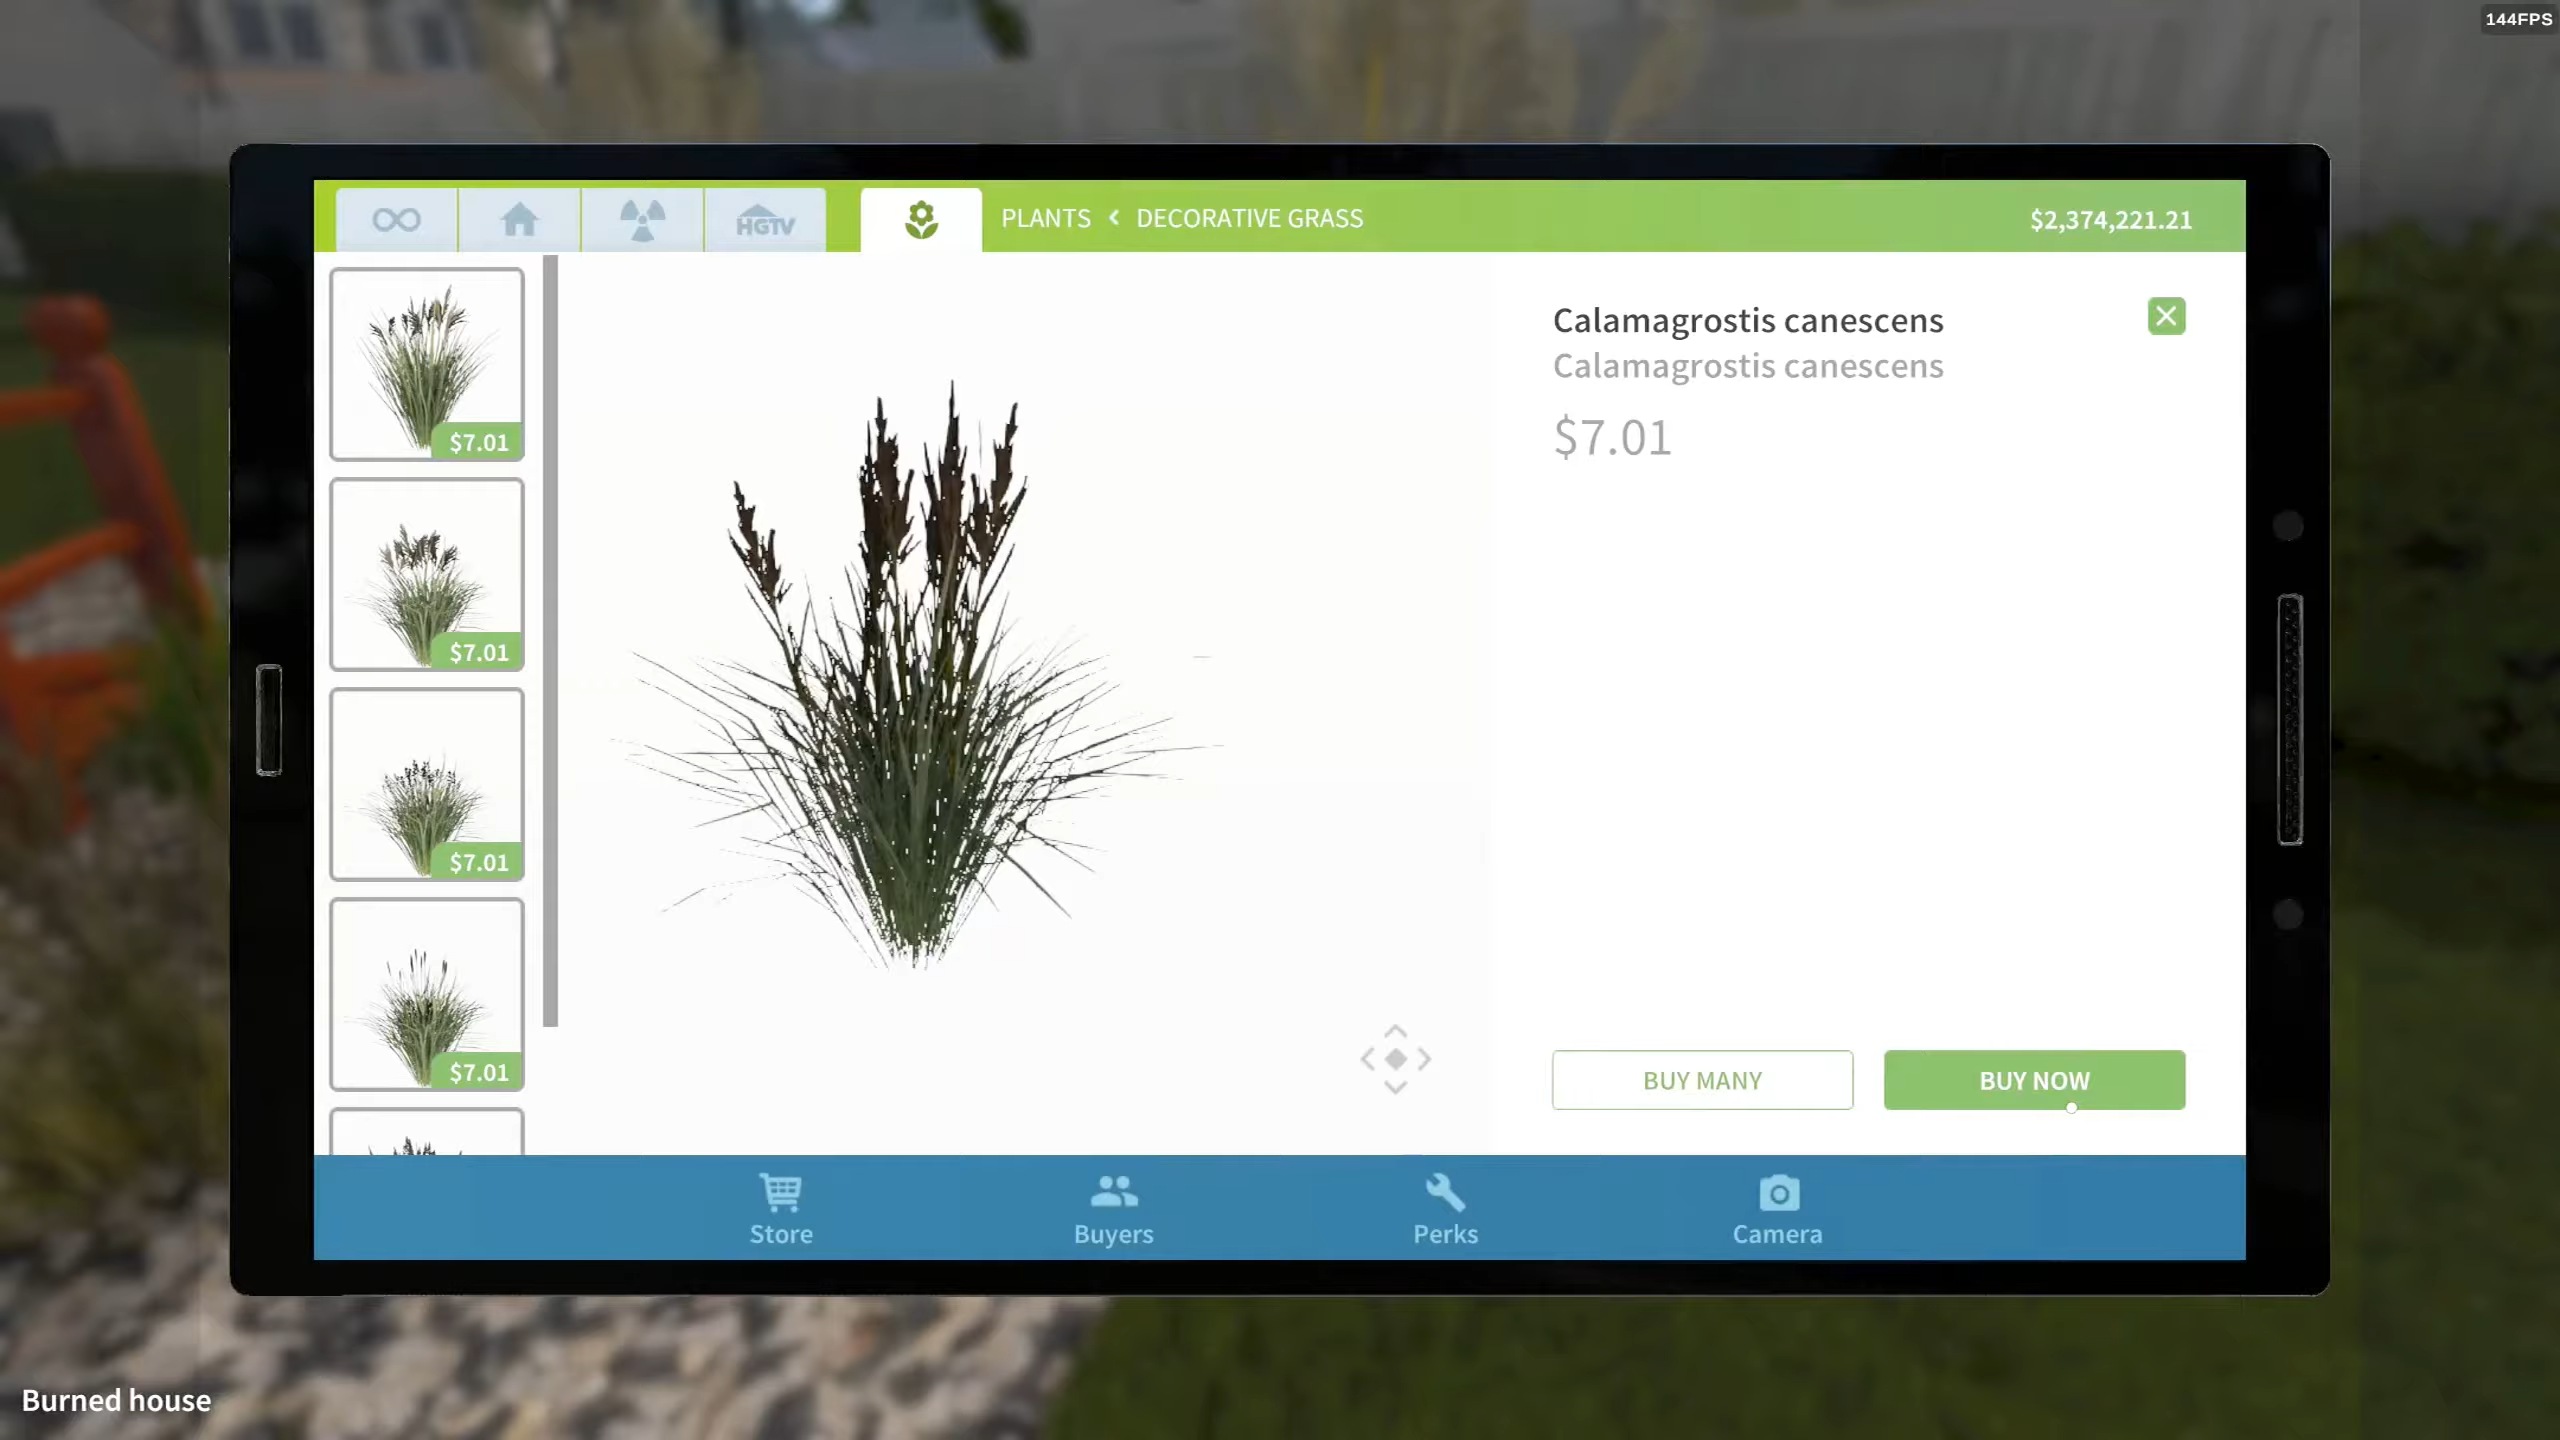 144FPS
HGTV
PLANTS < DECORATIVE GRASS
$2,374,221.21
$7.01
$7.01
$7.01
$7.01
Calamagrostis canescens
Calamagrostis canescens
$7.01
BUY MANY
BUY NOW
Store
Buyers
Perks
Camera
Burned house